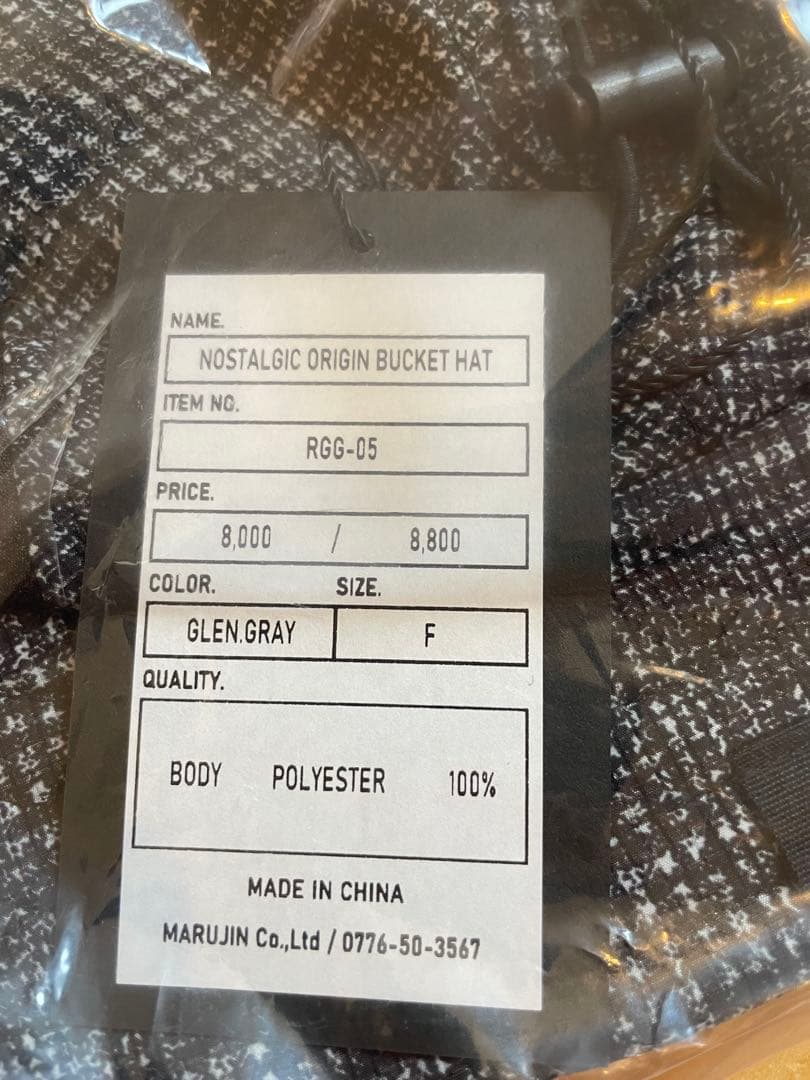 NAME.
NOSTALGIC ORIGIN BUCKET HAT
ITEM NO.
RGG-05
PRICE.
8,000 / 8,800
COLOR. SIZE.
GLEN.GRAY F
QUALITY.
BODY POLYESTER 100%
MADE IN CHINA
MARUJIN Co.,Ltd / 0776-50-3567